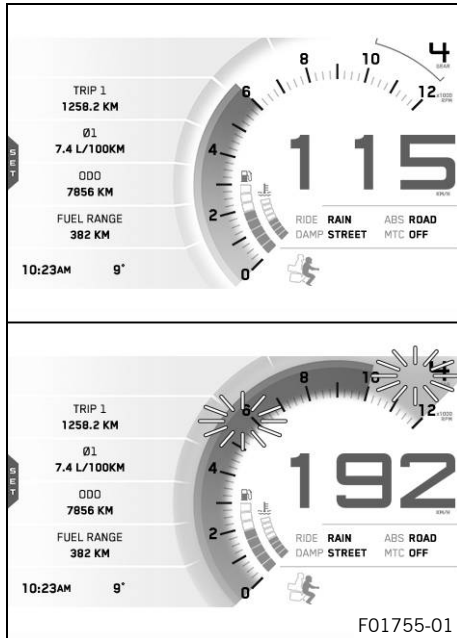 8
10
4
GEAR
6
12
x1000
RPM
TRIP 1
1258.2 KM
Ø1
7.4 L/100KM
4
115
KM/H
SET
ODO
7856 KM
2
FUEL RANGE
382 KM
RIDE RAIN ABS ROAD
DAMP STREET MTC OFF
10:23AM 9°
0
8
10
4
6
12
x1000
RPM
TRIP 1
1258.2 KM
Ø1
7.4 L/100KM
4
192
KM/H
SET
ODO
7856 KM
2
FUEL RANGE
382 KM
RIDE RAIN ABS ROAD
DAMP STREET MTC OFF
10:23AM 9°
0
F01755-01